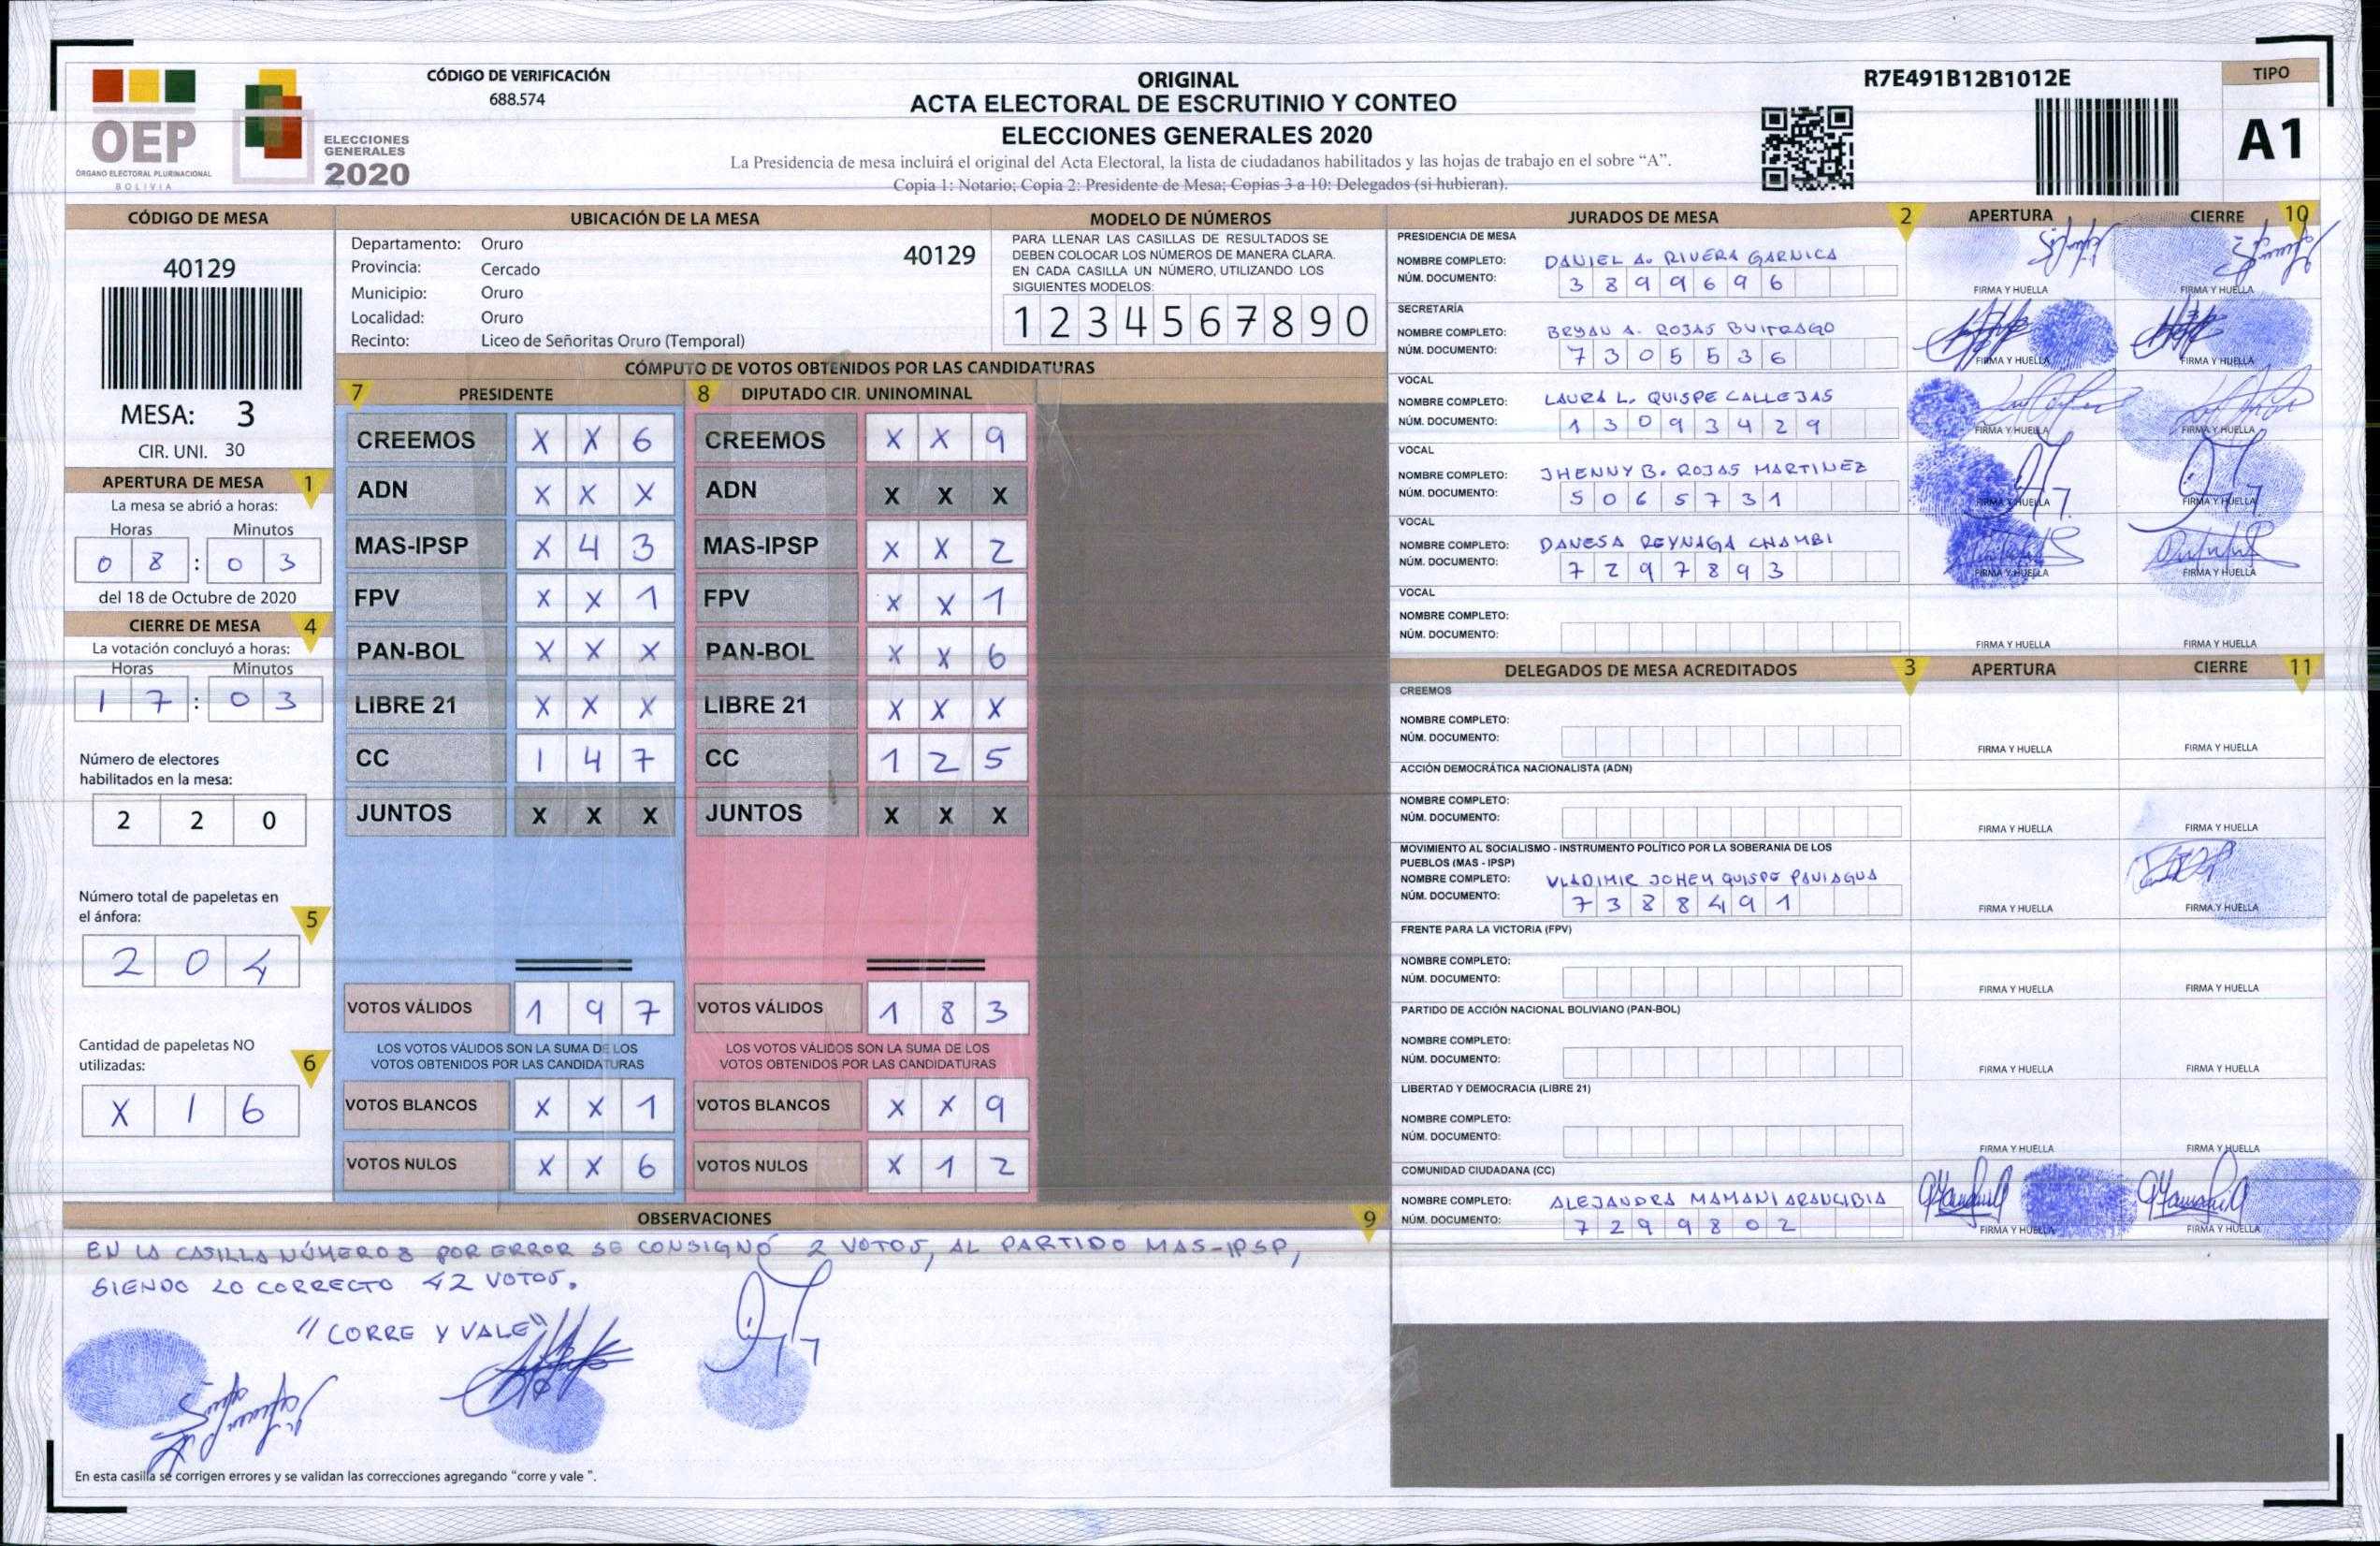 OEP
ÓRGANO ELECTORAL PLURINACIONAL
BOLIVIA
ELECCIONES
GENERALES
2020
CÓDIGO DE VERIFICACIÓN
688.574
ORIGINAL
ACTA ELECTORAL DE ESCRUTINIO Y CONTEO
ELECCIONES GENERALES 2020
La Presidencia de mesa incluirá el original del Acta Electoral, la lista de ciudadanos habilitados y las hojas de trabajo en el sobre “A”.
Copia 1: Notario; Copia 2: Presidente de Mesa; Copias 3 a 10: Delegados (si hubieran).
R7E491B12B1012E
TIPO
A1
CÓDIGO DE MESA
40129
MESA: 3
CIR. UNI. 30
APERTURA DE MESA 1
La mesa se abrió a horas:
Horas Minutos
0 8 : 0 3
del 18 de Octubre de 2020
CIERRE DE MESA 4
La votación concluyó a horas:
Horas Minutos
1 7 : 0 3
Número de electores
habilitados en la mesa:
2 2 0
Número total de papeletas en
el ánfora: 5
2 0 4
Cantidad de papeletas NO
utilizadas: 6
X 1 6
UBICACIÓN DE LA MESA
Departamento: Oruro 40129
Provincia: Cercado
Municipio: Oruro
Localidad: Oruro
Recinto: Liceo de Señoritas Oruro (Temporal)
MODELO DE NÚMEROS
PARA LLENAR LAS CASILLAS DE RESULTADOS SE
DEBEN COLOCAR LOS NÚMEROS DE MANERA CLARA.
EN CADA CASILLA UN NÚMERO, UTILIZANDO LOS
SIGUIENTES MODELOS:
1 2 3 4 5 6 7 8 9 0
CÓMPUTO DE VOTOS OBTENIDOS POR LAS CANDIDATURAS
7 PRESIDENTE
CREEMOS X X 6
ADN X X X
MAS-IPSP X 4 3
FPV X X 1
PAN-BOL X X X
LIBRE 21 X X X
CC 1 4 7
JUNTOS X X X
VOTOS VÁLIDOS 1 9 7
LOS VOTOS VÁLIDOS SON LA SUMA DE LOS
VOTOS OBTENIDOS POR LAS CANDIDATURAS
VOTOS BLANCOS X X 1
VOTOS NULOS X X 6
8 DIPUTADO CIR. UNINOMINAL
CREEMOS X X 9
ADN X X X
MAS-IPSP X X 2
FPV X X 1
PAN-BOL X X 6
LIBRE 21 X X X
CC 1 2 5
JUNTOS X X X
VOTOS VÁLIDOS 1 8 3
LOS VOTOS VÁLIDOS SON LA SUMA DE LOS
VOTOS OBTENIDOS POR LAS CANDIDATURAS
VOTOS BLANCOS X X 9
VOTOS NULOS X 1 2
OBSERVACIONES 9
EN LA CASILLA NÚMERO 8 POR ERROR SE CONSIGNÓ 2 VOTOS, AL PARTIDO MAS-IPSP,
SIENDO LO CORRECTO 42 VOTOS.
"CORRE Y VALE"
En esta casilla se corrigen errores y se validan las correcciones agregando “corre y vale ”.
JURADOS DE MESA 2 APERTURA CIERRE 10
PRESIDENCIA DE MESA
NOMBRE COMPLETO: DANIEL A. RIVERA GARNICA
NÚM. DOCUMENTO: 3 8 9 9 6 9 6
FIRMA Y HUELLA FIRMA Y HUELLA
SECRETARÍA
NOMBRE COMPLETO: BRYAN A. ROJAS BUITRAGO
NÚM. DOCUMENTO: 7 3 0 5 5 3 6
FIRMA Y HUELLA FIRMA Y HUELLA
VOCAL
NOMBRE COMPLETO: LAURA L. QUISPE CALLEJAS
NÚM. DOCUMENTO: 1 3 0 9 3 4 2 9
FIRMA Y HUELLA FIRMA Y HUELLA
VOCAL
NOMBRE COMPLETO: JHENNY B. ROJAS MARTINEZ
NÚM. DOCUMENTO: 5 0 6 5 7 3 1
FIRMA Y HUELLA FIRMA Y HUELLA
VOCAL
NOMBRE COMPLETO: DANESA REYNAGA CHAMBI
NÚM. DOCUMENTO: 7 2 9 7 8 9 3
FIRMA Y HUELLA FIRMA Y HUELLA
VOCAL
NOMBRE COMPLETO:
NÚM. DOCUMENTO:
FIRMA Y HUELLA FIRMA Y HUELLA
DELEGADOS DE MESA ACREDITADOS 3 APERTURA CIERRE 11
CREEMOS
NOMBRE COMPLETO:
NÚM. DOCUMENTO:
FIRMA Y HUELLA FIRMA Y HUELLA
ACCIÓN DEMOCRÁTICA NACIONALISTA (ADN)
NOMBRE COMPLETO:
NÚM. DOCUMENTO:
FIRMA Y HUELLA FIRMA Y HUELLA
MOVIMIENTO AL SOCIALISMO - INSTRUMENTO POLÍTICO POR LA SOBERANIA DE LOS
PUEBLOS (MAS - IPSP)
NOMBRE COMPLETO: VLADIMIR JOHEN QUISPE PANIAGUA
NÚM. DOCUMENTO: 7 3 8 8 4 9 1
FIRMA Y HUELLA FIRMA Y HUELLA
FRENTE PARA LA VICTORIA (FPV)
NOMBRE COMPLETO:
NÚM. DOCUMENTO:
FIRMA Y HUELLA FIRMA Y HUELLA
PARTIDO DE ACCIÓN NACIONAL BOLIVIANO (PAN-BOL)
NOMBRE COMPLETO:
NÚM. DOCUMENTO:
FIRMA Y HUELLA FIRMA Y HUELLA
LIBERTAD Y DEMOCRACIA (LIBRE 21)
NOMBRE COMPLETO:
NÚM. DOCUMENTO:
FIRMA Y HUELLA FIRMA Y HUELLA
COMUNIDAD CIUDADANA (CC)
NOMBRE COMPLETO: ALEJANDRA MAMANI ARANCIBIA
NÚM. DOCUMENTO: 7 2 9 9 8 0 2
FIRMA Y HUELLA FIRMA Y HUELLA